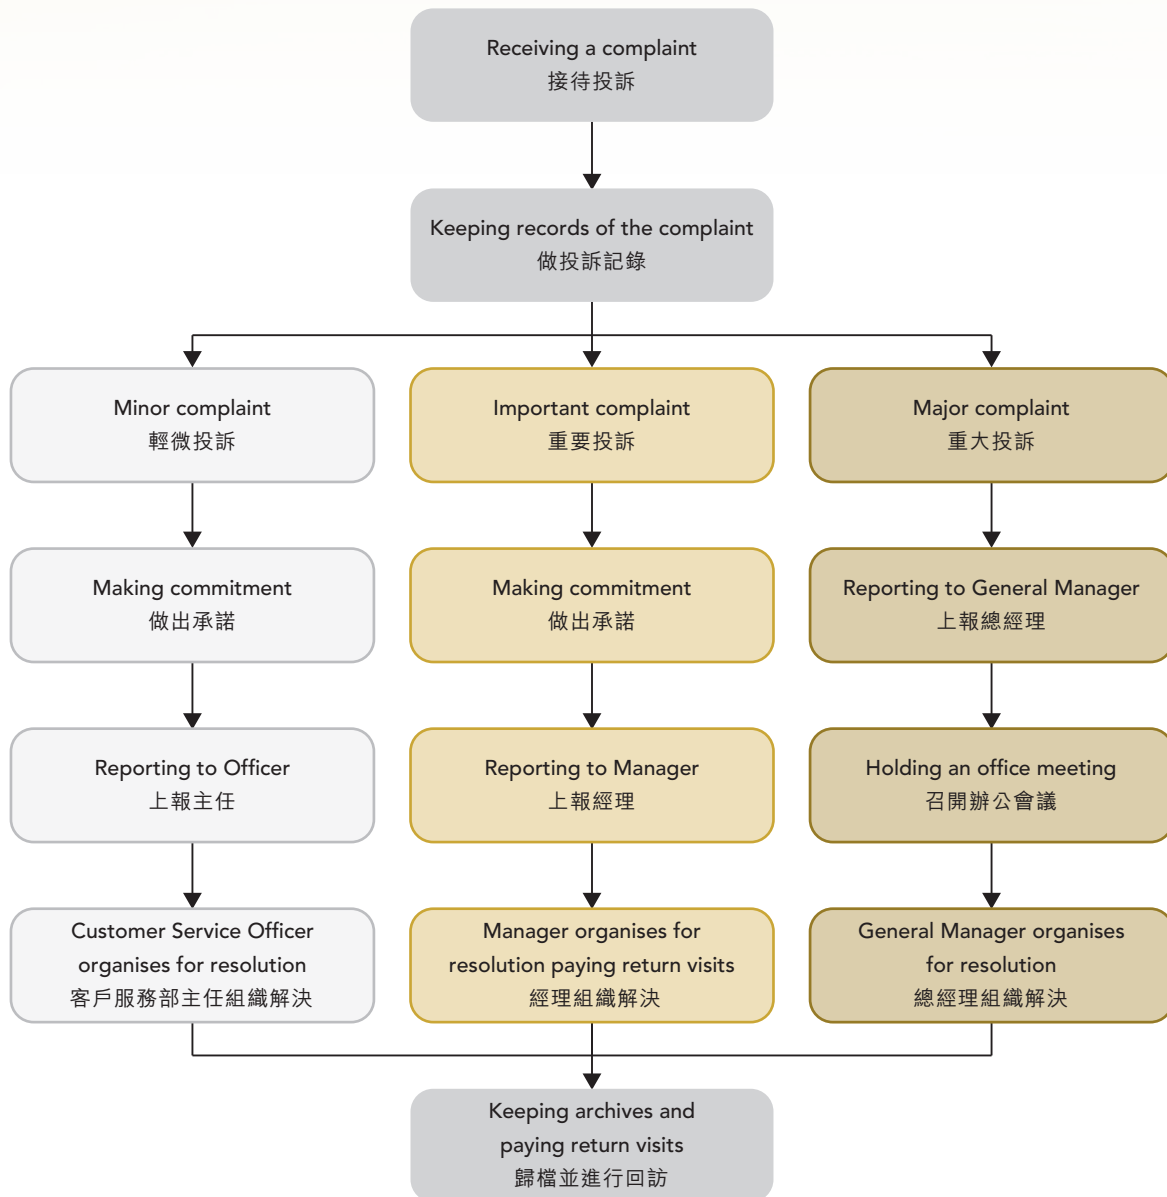 Receiving a complaint
接待投訴
Keeping records of the complaint
做投訴記錄
Minor complaint
輕微投訴
Important complaint
重要投訴
Major complaint
重大投訴
Making commitment
做出承諾
Making commitment
做出承諾
Reporting to General Manager
上報總經理
Reporting to Officer
上報主任
Reporting to Manager
上報經理
Holding an office meeting
召開辦公會議
Customer Service Officer
organises for resolution
客戶服務部主任組織解決
Manager organises for
resolution paying return visits
經理組織解決
General Manager organises
for resolution
總經理組織解決
Keeping archives and
paying return visits
歸檔並進行回訪